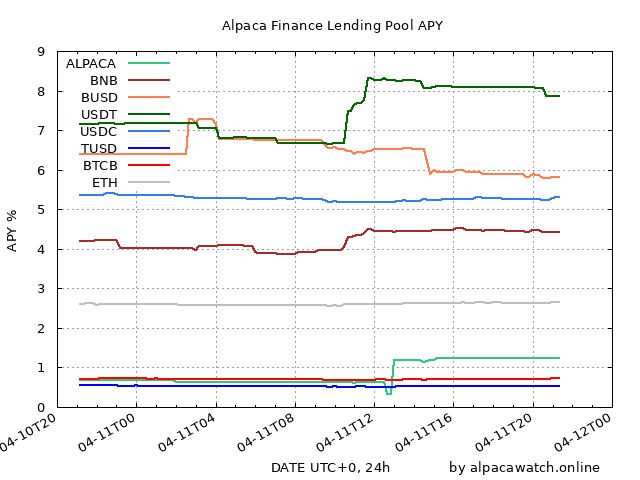 Alpaca Finance Lending Pool APY
9
8
7
6
5
4
3
2
1
0
APY %
ALPACA
BNB
BUSD
USDT
USDC
TUSD
BTCB
ETH
04-10T20
04-11T00
04-11T04
04-11T08
04-11T12
04-11T16
04-11T20
04-12T00
DATE UTC+0, 24h
by alpacawatch.online